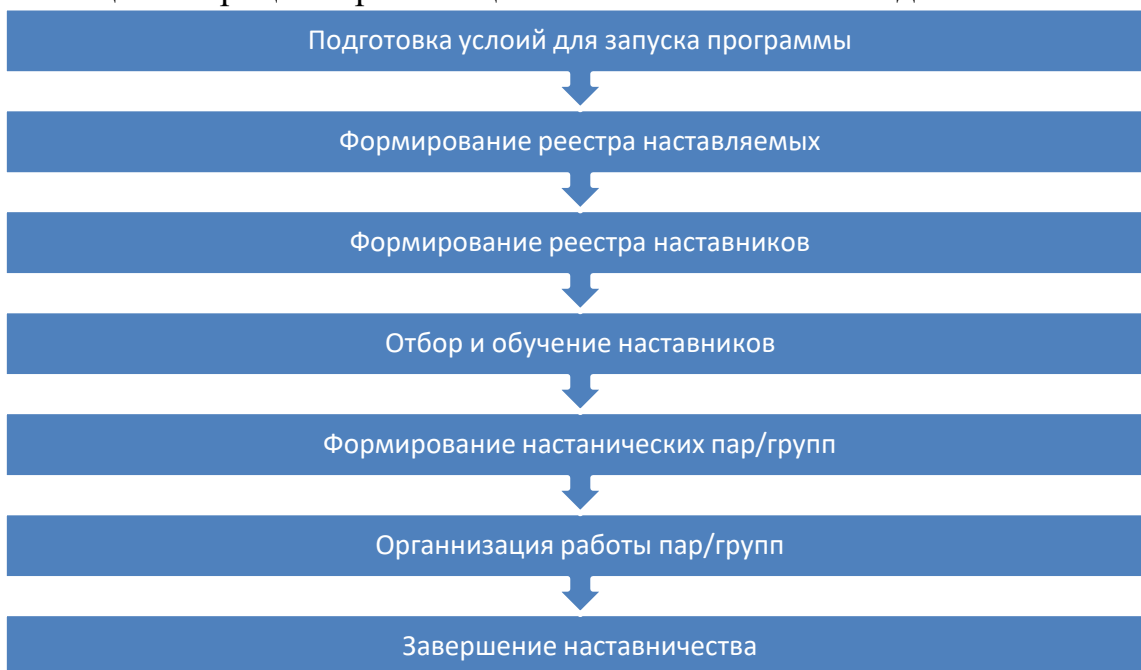 Подготовка услоий для запуска программы
Формирование реестра наставляемых
Формирование реестра наставников
Отбор и обучение наставников
Формирование настанических пар/групп
Органнизация работы пар/групп
Завершение наставничества